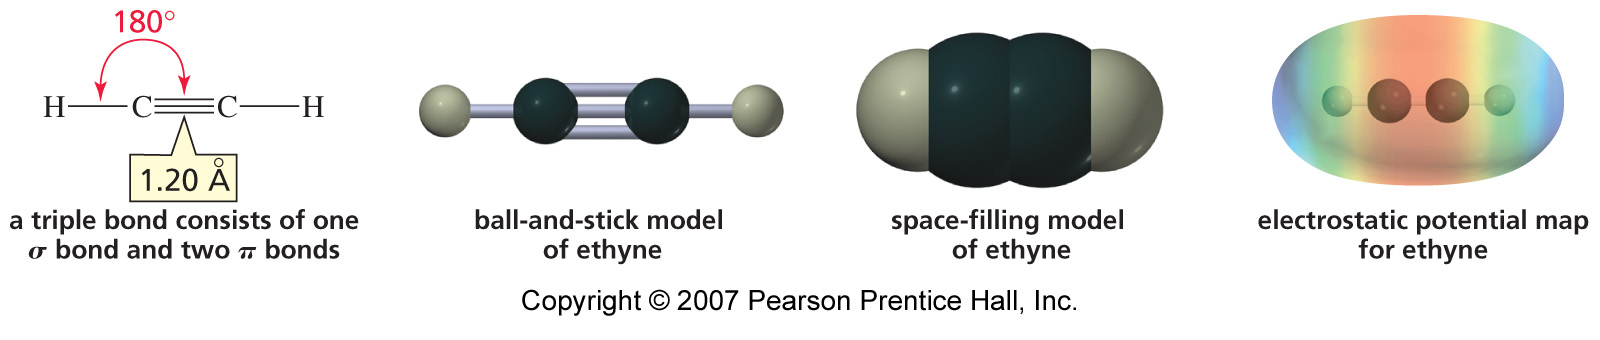 180°
H—C≡C—H
1.20 Å
a triple bond consists of one
σ bond and two π bonds
ball-and-stick model
of ethyne
space-filling model
of ethyne
electrostatic potential map
for ethyne
Copyright © 2007 Pearson Prentice Hall, Inc.